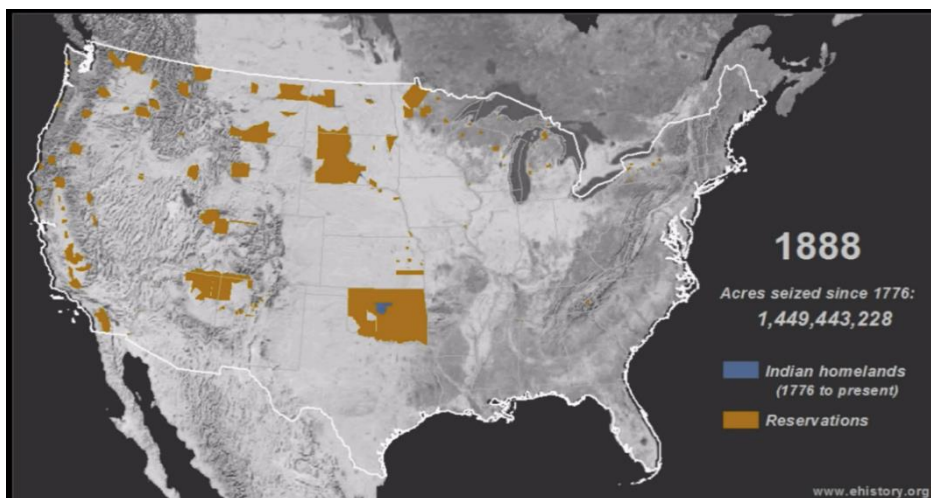 1888
Acres seized since 1776:
1,449,443,228
Indian homelands
(1776 to present)
Reservations
www.ehistory.org